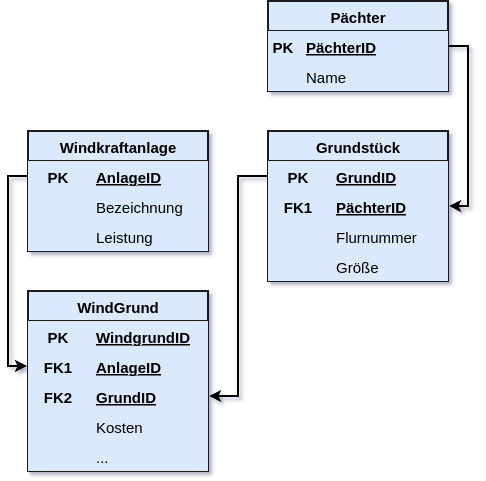 Pächter
PK PächterID
Name
Windkraftanlage
PK AnlageID
Bezeichnung
Leistung
Grundstück
PK GrundID
FK1 PächterID
Flurnummer
Größe
WindGrund
PK WindgrundID
FK1 AnlageID
FK2 GrundID
Kosten
...